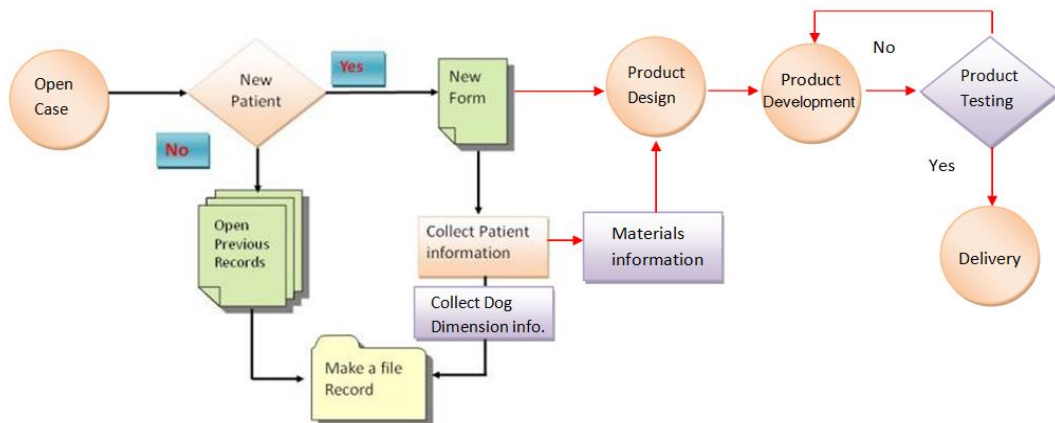 Open
Case
New
Patient
Yes
No
New
Form
Product
Design
Product
Development
No
Product
Testing
Yes
Delivery
Open
Previous
Records
Collect Patient
information
Materials
information
Collect Dog
Dimension info.
Make a file
Record